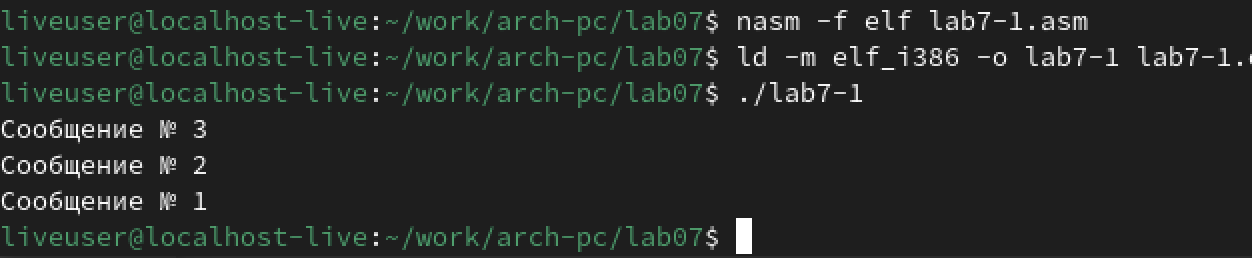 liveuser@localhost-live:~/work/arch-pc/lab07$ nasm -f elf lab7-1.asm
liveuser@localhost-live:~/work/arch-pc/lab07$ ld -m elf_i386 -o lab7-1 lab7-1.
liveuser@localhost-live:~/work/arch-pc/lab07$ ./lab7-1
Сообщение № 3
Сообщение № 2
Сообщение № 1
liveuser@localhost-live:~/work/arch-pc/lab07$